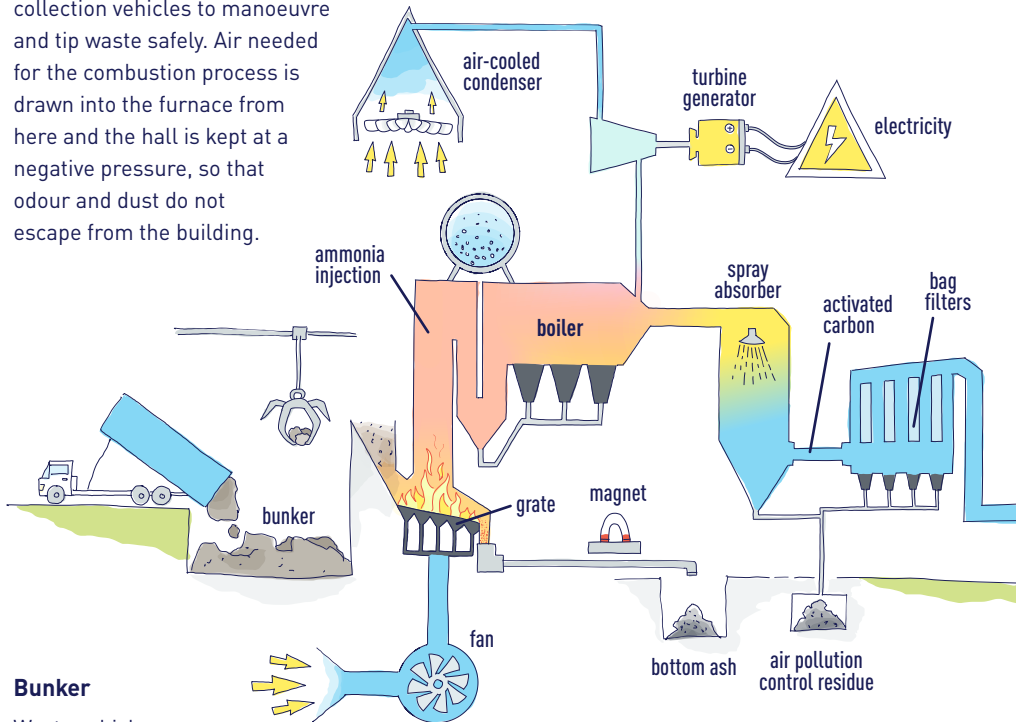 collection vehicles to manoeuvre
and tip waste safely. Air needed
for the combustion process is
drawn into the furnace from
here and the hall is kept at a
negative pressure, so that
odour and dust do not
escape from the building.
air-cooled
condenser
turbine
generator
electricity
ammonia
injection
boiler
spray
absorber
activated
carbon
bag
filters
bunker
grate
magnet
fan
bottom ash
air pollution
control residue
Bunker